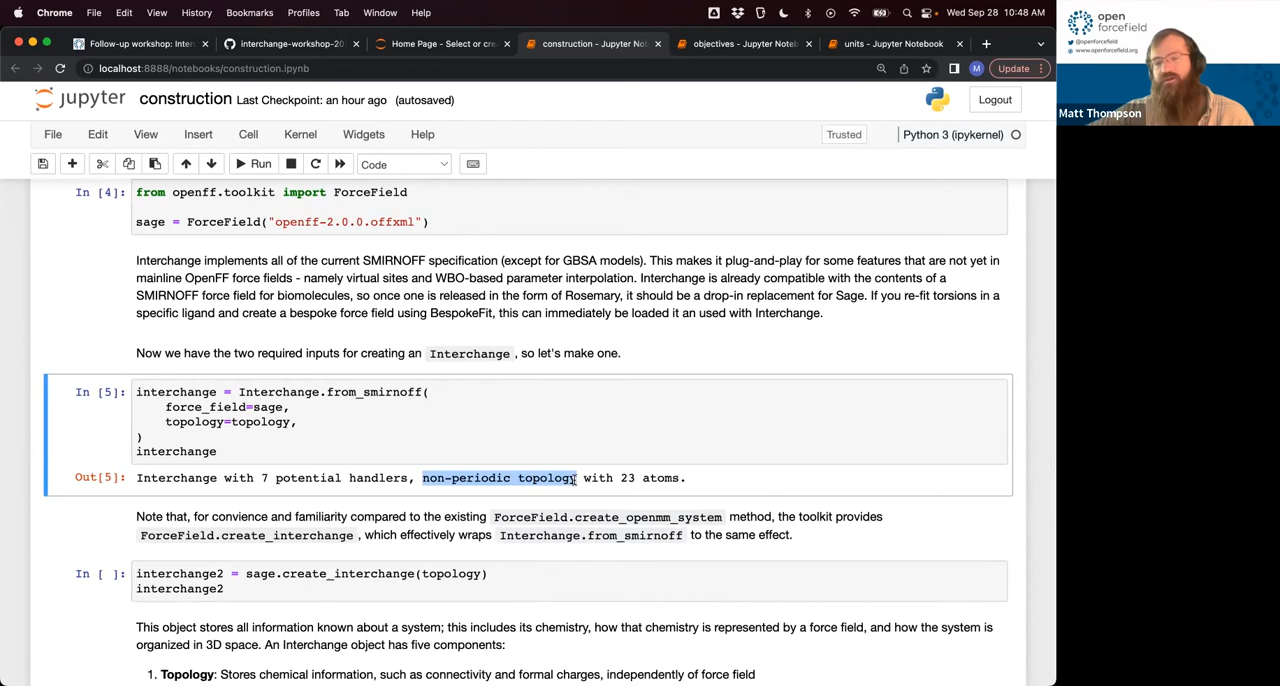 Chrome File Edit View History Bookmarks Profiles Tab Window Help Wed Sep 28 10:48 AM
Follow-up workshop: Inter interchange-workshop-20 Home Page - Select or cre construction - Jupyter Not objectives - Jupyter Noteb units - Jupyter Notebook
localhost:8888/notebooks/construction.ipynb M Update
jupyter construction Last Checkpoint: an hour ago (autosaved) Logout
File Edit View Insert Cell Kernel Widgets Help Trusted Python 3 (ipykernel)
Run Code
In [4]: from openff.toolkit import ForceField
sage = ForceField("openff-2.0.0.offxml")
Interchange implements all of the current SMIRNOFF specification (except for GBSA models). This makes it plug-and-play for some features that are not yet in
mainline OpenFF force fields - namely virtual sites and WBO-based parameter interpolation. Interchange is already compatible with the contents of a
SMIRNOFF force field for biomolecules, so once one is released in the form of Rosemary, it should be a drop-in replacement for Sage. If you re-fit torsions in a
specific ligand and create a bespoke force field using BespokeFit, this can immediately be loaded it an used with Interchange.
Now we have the two required inputs for creating an Interchange, so let's make one.
In [5]: interchange = Interchange.from_smirnoff(
force_field=sage,
topology=topology,
)
interchange
Out[5]: Interchange with 7 potential handlers, non-periodic topology with 23 atoms.
Note that, for convience and familiarity compared to the existing ForceField.create_openmm_system method, the toolkit provides
ForceField.create_interchange, which effectively wraps Interchange.from_smirnoff to the same effect.
In [ ]: interchange2 = sage.create_interchange(topology)
interchange2
This object stores all information known about a system; this includes its chemistry, how that chemistry is represented by a force field, and how the system is
organized in 3D space. An Interchange object has five components:
1. Topology: Stores chemical information, such as connectivity and formal charges, independently of force field
open
forcefield
@openforcefield
www.openforcefield.org
Matt Thompson